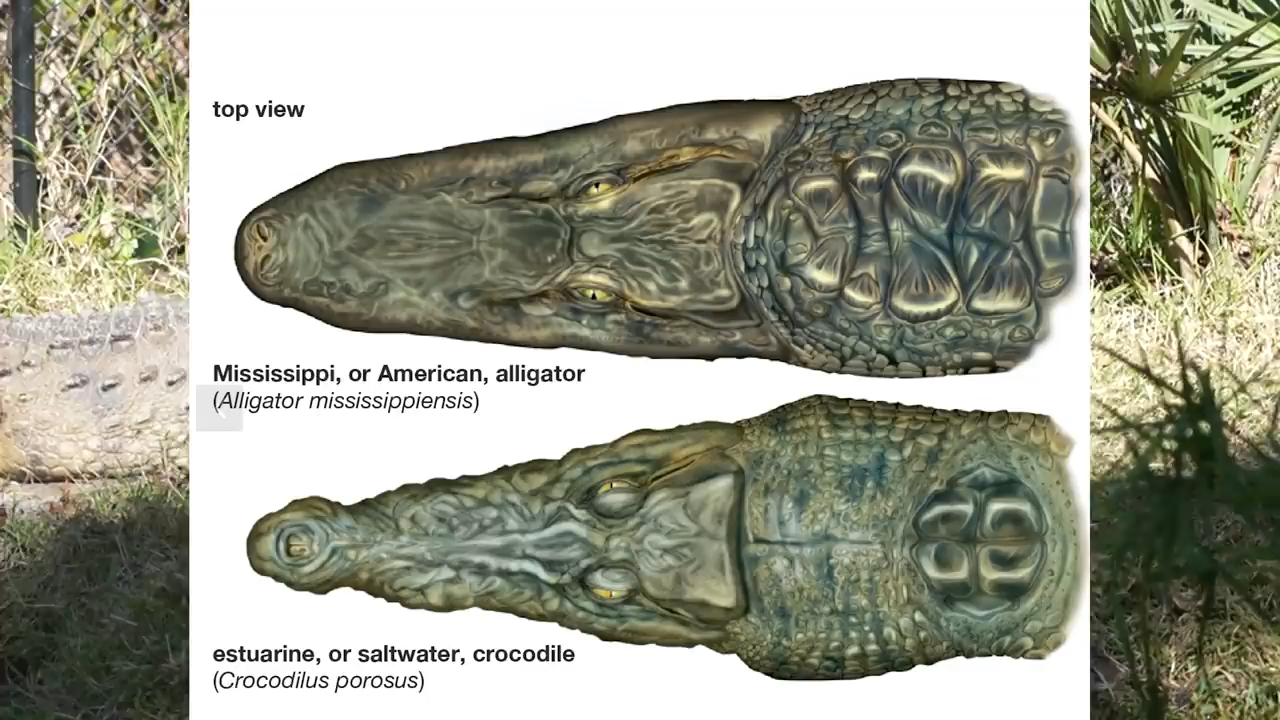 top view
Mississippi, or American, alligator
(Alligator mississippiensis)
estuarine, or saltwater, crocodile
(Crocodilus porosus)